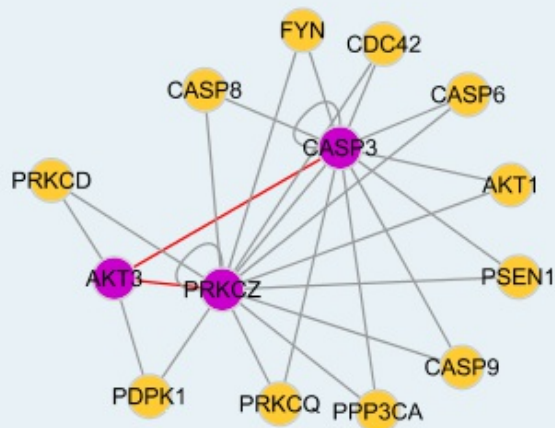 FYN
CDC42
CASP8
CASP6
CASP3
PRKCD
AKT1
AKT3
PRKCZ
PSEN1
CASP9
PDPK1
PRKCQ
PPP3CA